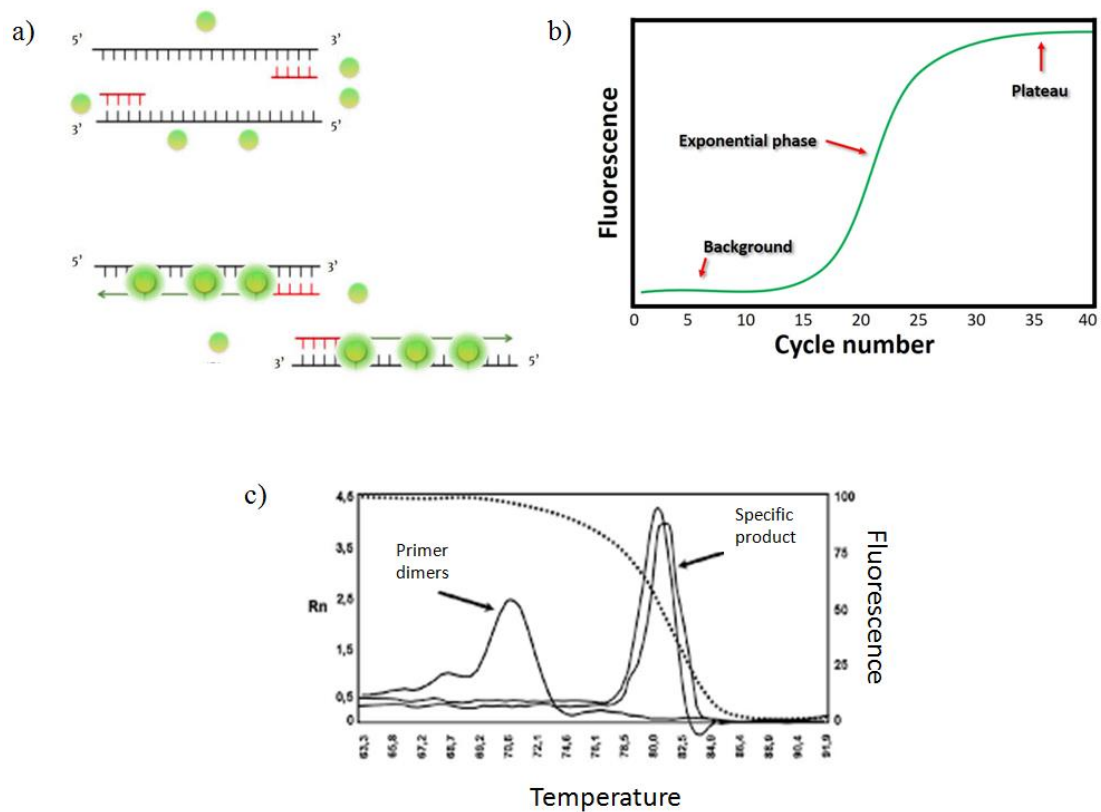 a)
5'
3'
3'
5'
5'
3'
3'
5'
b)
Fluorescence
Plateau
Exponential phase
Background
0 5 10 15 20 25 30 35 40
Cycle number
c)
4,5
3,5
2,5
1,5
0,5
0
Rn
Primer
dimers
Specific
product
100
75
50
25
0
Fluorescence
63,3 65,8 67,2 68,7 69,2 70,5 72,1 74,6 76,1 78,5 80,0 82,5 84,9 86,4 88,9 90,4 91,9
Temperature